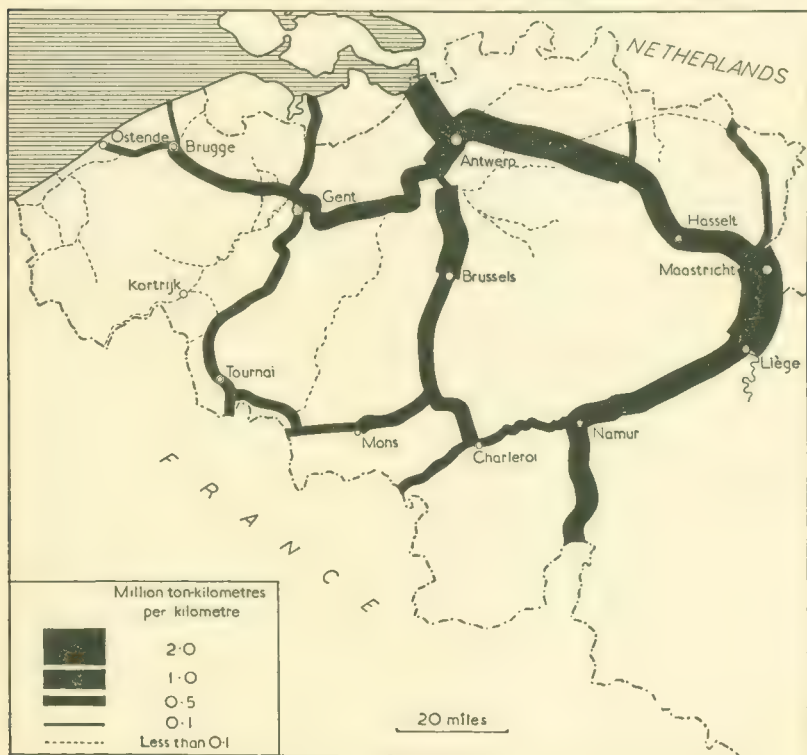 NETHERLANDS
Ostende
Brugge
Antwerp
Gent
Hasselt
Maastricht
Brussels
Kortrijk
Liège
Tournai
Namur
Mons
Charleroi
FRANCE
Million ton-kilometres
per kilometre
2·0
1·0
0·5
0·1
Less than 0·1
20 miles